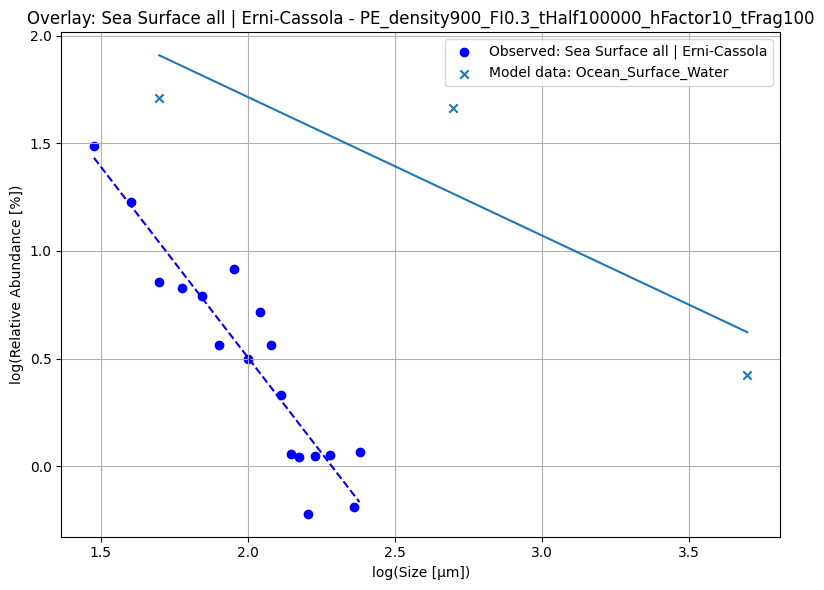 Overlay: Sea Surface all | Erni-Cassola - PE_density900_FI0.3_tHalf100000_hFactor10_tFrag100
Observed: Sea Surface all | Erni-Cassola
Model data: Ocean_Surface_Water
log(Relative Abundance [%])
2.0
1.5
1.0
0.5
0.0
1.5 2.0 2.5 3.0 3.5
log(Size [µm])